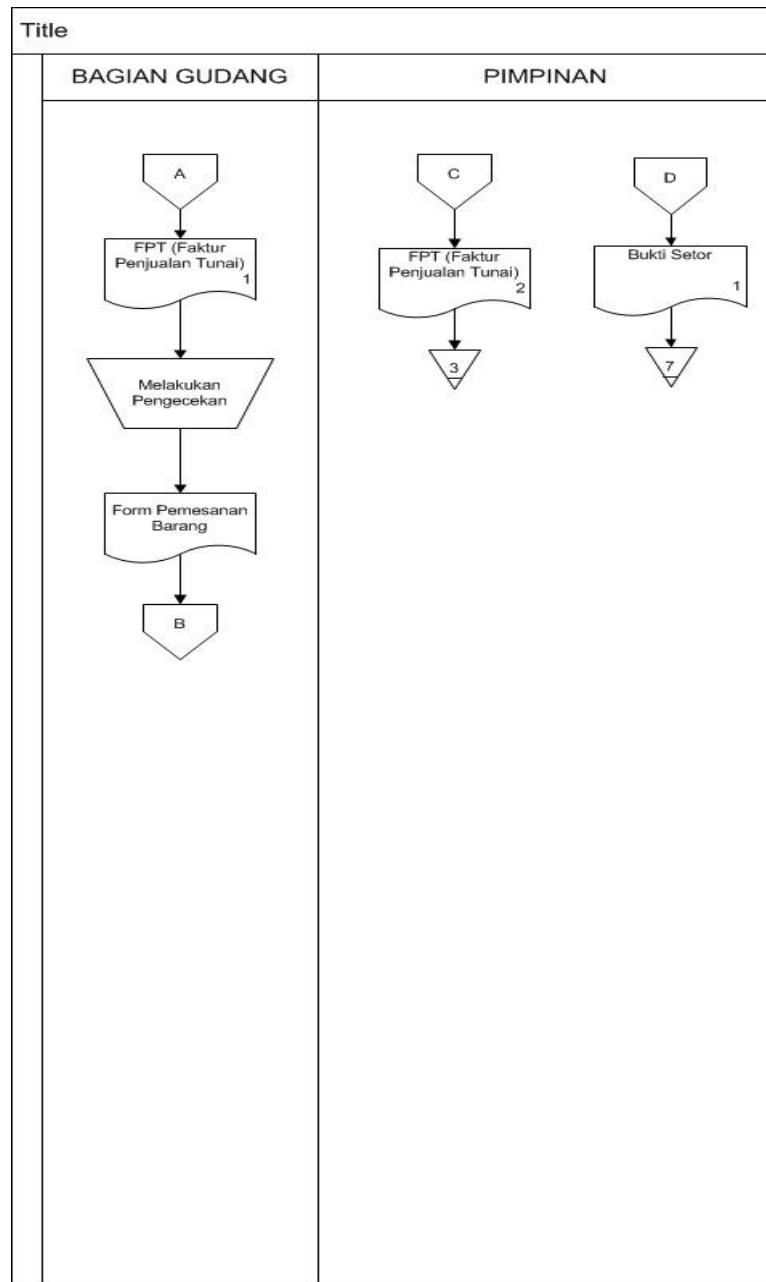 Title
BAGIAN GUDANG
PIMPINAN
A
FPT (Faktur
Penjualan Tunai)
1
Melakukan
Pengecekan
Form Pemesanan
Barang
B
C
FPT (Faktur
Penjualan Tunai)
2
3
D
Bukti Setor
1
7